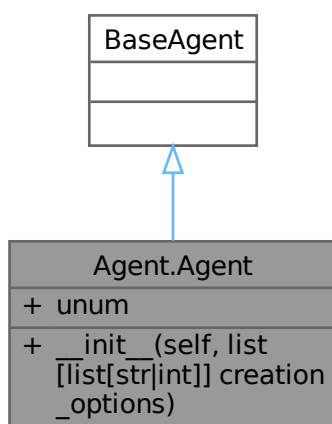 BaseAgent
Agent.Agent
+ unum
+ __init__(self, list
[list[str|int]] creation
_options)